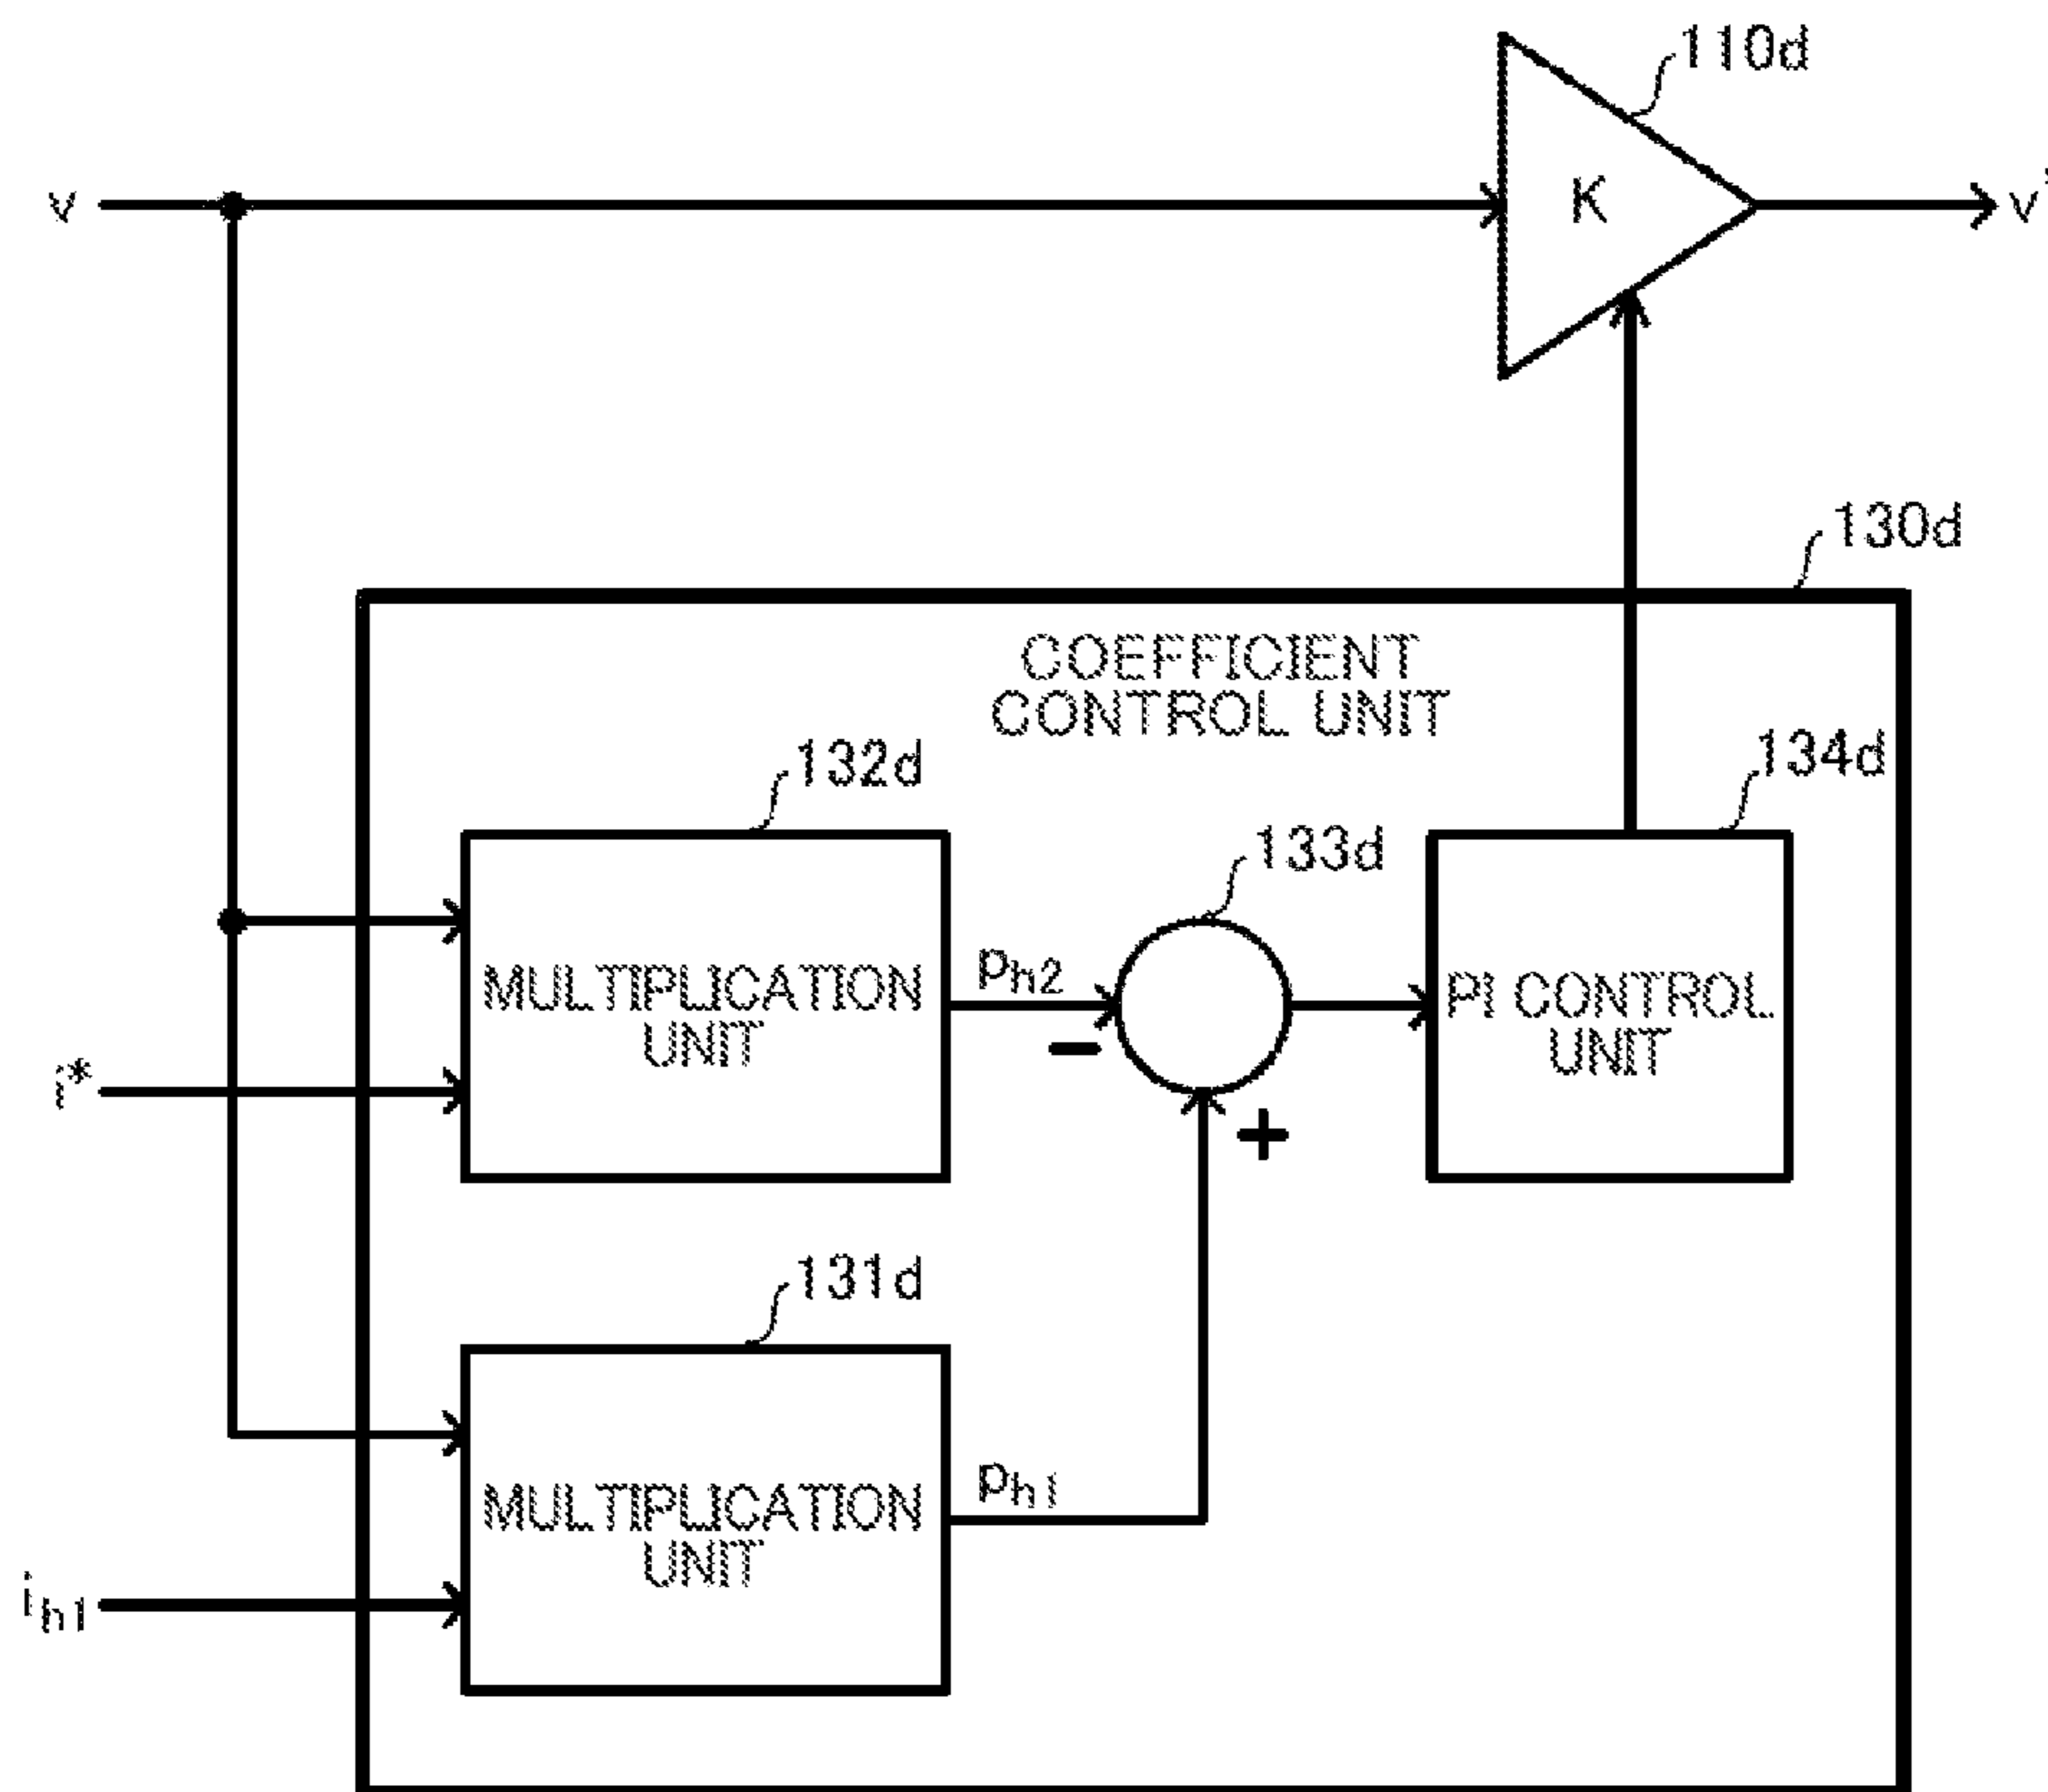 110d
v
K
v'
130d
COEFFICIENT
CONTROL UNIT
132d
134d
133d
MULTIPLICATION
UNIT
ph2
PI CONTROL
UNIT
−
i*
+
131d
MULTIPLICATION
UNIT
ph1
ih1